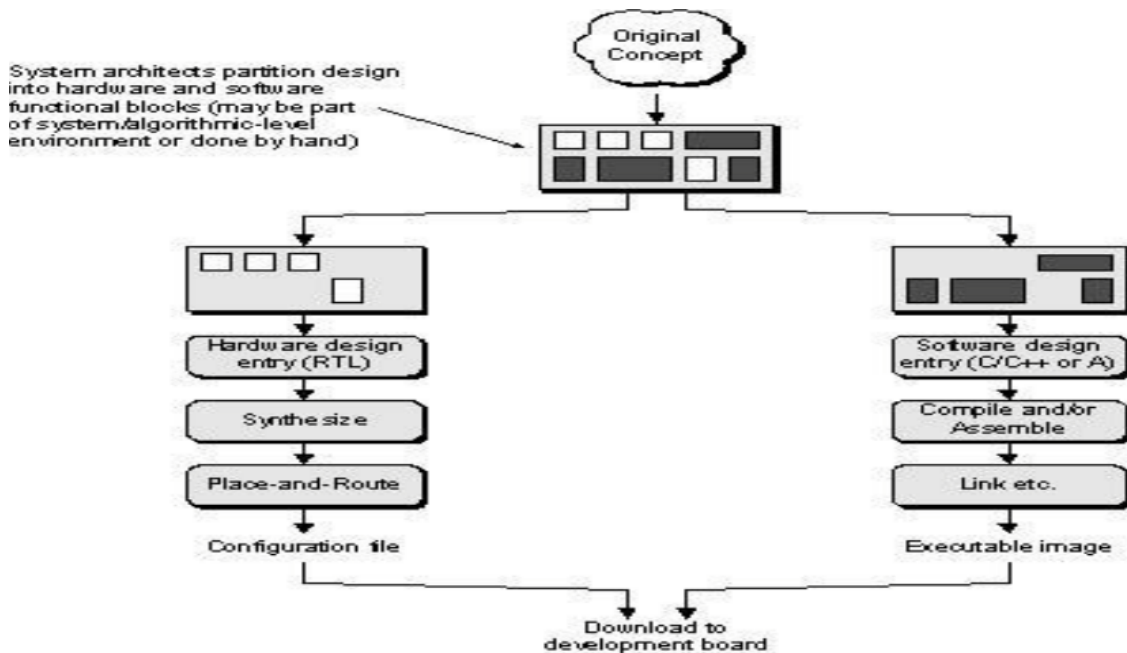 Original
Concept
System architects partition design
into hardware and software
functional blocks (may be part
of system/algorithmic-level
environment or done by hand)
Hardware design
entry (RTL)
Software design
entry (C/C++ or A)
Synthesize
Compile and/or
Assemble
Place-and-Route
Link etc.
Configuration file
Executable image
Download to
development board